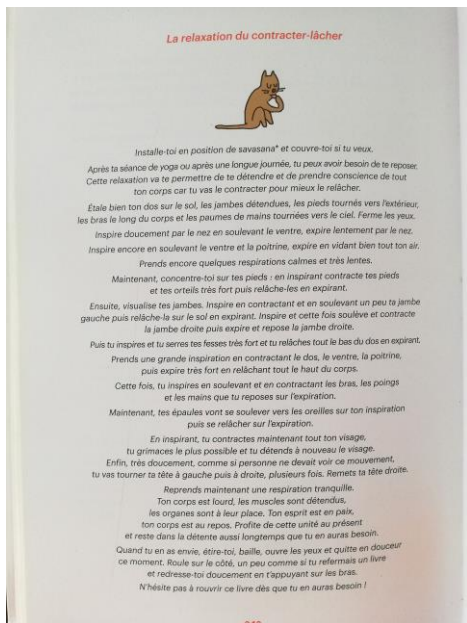 La relaxation du contracter-lâcher
Installe-toi en position de savasana* et couvre-toi si tu veux.
Après ta séance de yoga ou après une longue journée, tu peux avoir besoin de te reposer.
Cette relaxation va te permettre de te détendre et de prendre conscience de tout
ton corps car tu vas le contracter pour mieux le relâcher.
Étale bien ton dos sur le sol, les jambes détendues, les pieds tournés vers l'extérieur,
les bras le long du corps et les paumes de mains tournées vers le ciel. Ferme les yeux.
Inspire doucement par le nez en soulevant le ventre, expire lentement par le nez.
Inspire encore en soulevant le ventre et la poitrine, expire en vidant bien tout ton air.
Prends encore quelques respirations calmes et très lentes.
Maintenant, concentre-toi sur tes pieds : en inspirant contracte tes pieds
et tes orteils très fort puis relâche-les en expirant.
Ensuite, visualise tes jambes. Inspire en contractant et en soulevant un peu ta jambe
gauche puis relâche-la sur le sol en expirant. Inspire et cette fois soulève et contracte
la jambe droite puis expire et repose la jambe droite.
Puis tu inspires et tu serres tes fesses très fort et tu relâches tout le bas du dos en expirant.
Prends une grande inspiration en contractant le dos, le ventre, la poitrine,
puis expire très fort en relâchant tout le haut du corps.
Cette fois, tu inspires en soulevant et en contractant les bras, les poings
et les mains que tu reposes sur l'expiration.
Maintenant, tes épaules vont se soulever vers les oreilles sur ton inspiration
puis se relâcher sur l'expiration.
En inspirant, tu contractes maintenant tout ton visage,
tu grimaces le plus possible et tu détends à nouveau le visage.
Enfin, très doucement, comme si personne ne devait voir ce mouvement,
tu vas tourner ta tête à gauche puis à droite, plusieurs fois. Remets ta tête droite.
Reprends maintenant une respiration tranquille.
Ton corps est lourd, les muscles sont détendus,
les organes sont à leur place. Ton esprit est en paix,
ton corps est au repos. Profite de cette unité au présent
et reste dans la détente aussi longtemps que tu en auras besoin.
Quand tu en as envie, étire-toi, baille, ouvre les yeux et quitte en douceur
ce moment. Roule sur le côté, un peu comme si tu refermais un livre
et redresse-toi doucement en t'appuyant sur les bras.
N'hésite pas à rouvrir ce livre dès que tu en auras besoin !